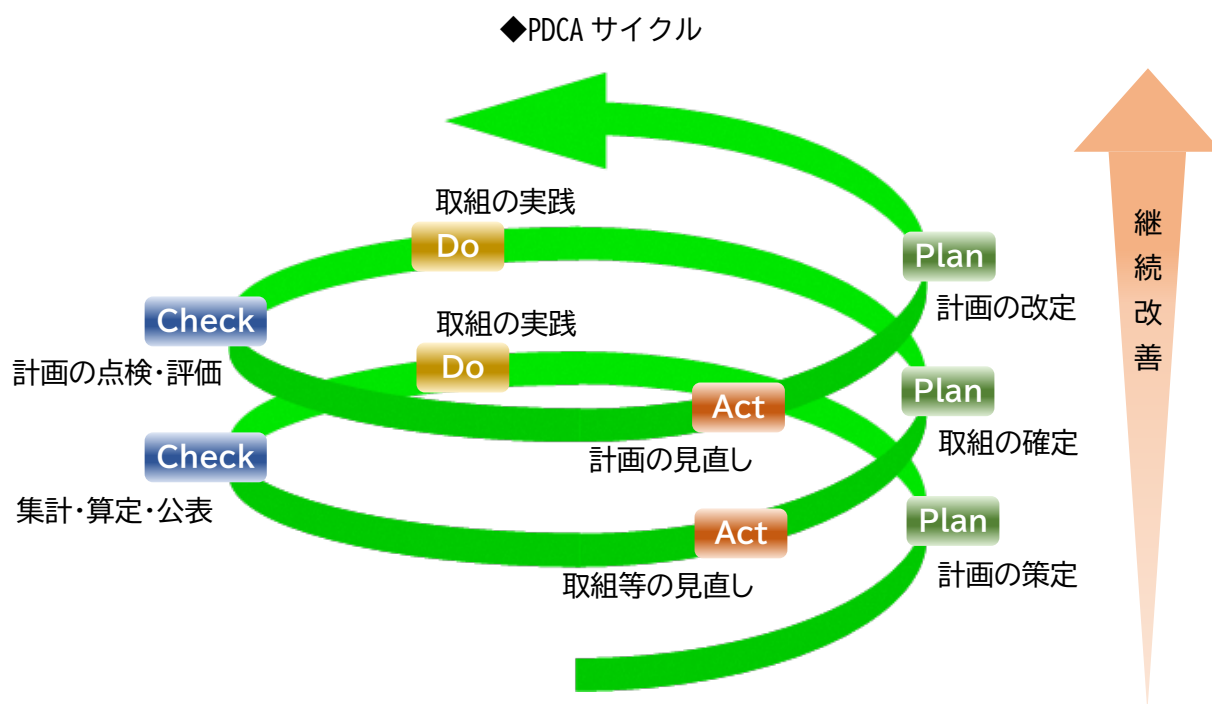 ◆PDCA サイクル
取組の実践
Do
Plan
計画の改定
Check
計画の点検・評価
取組の実践
Do
Act
計画の見直し
Plan
取組の確定
Check
集計・算定・公表
Act
取組等の見直し
Plan
計画の策定
継続改善